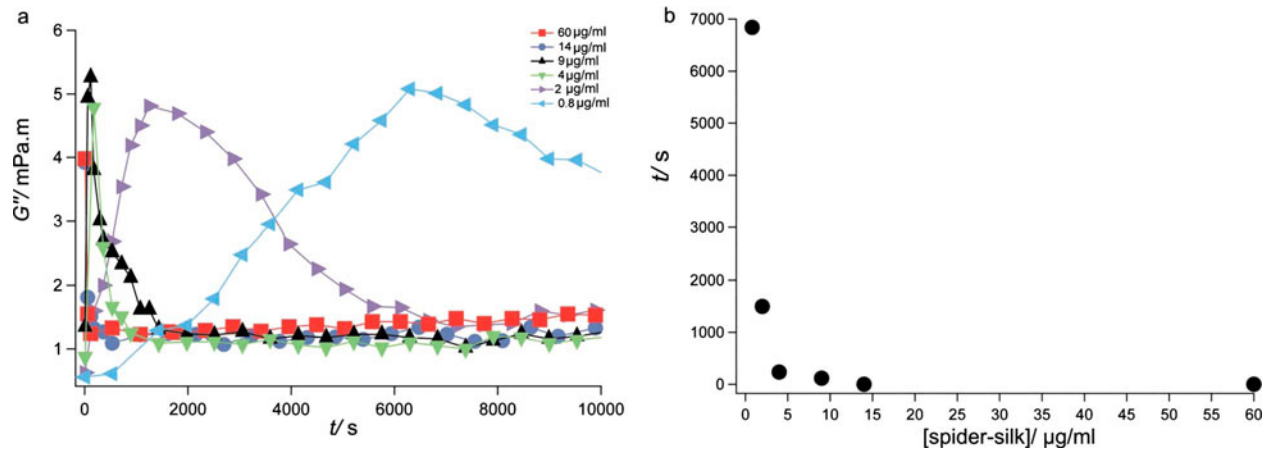 a
6
5
4
3
2
1
G''/ mPa.m
0
2000
4000
6000
8000
10000
t/ s
60 µg/ml
14 µg/ml
9 µg/ml
4 µg/ml
2 µg/ml
0.8 µg/ml
b
7000
6000
5000
4000
3000
2000
1000
0
t/ s
0 5 10 15 20 25 30 35 40 45 50 55 60
[spider-silk]/ µg/ml